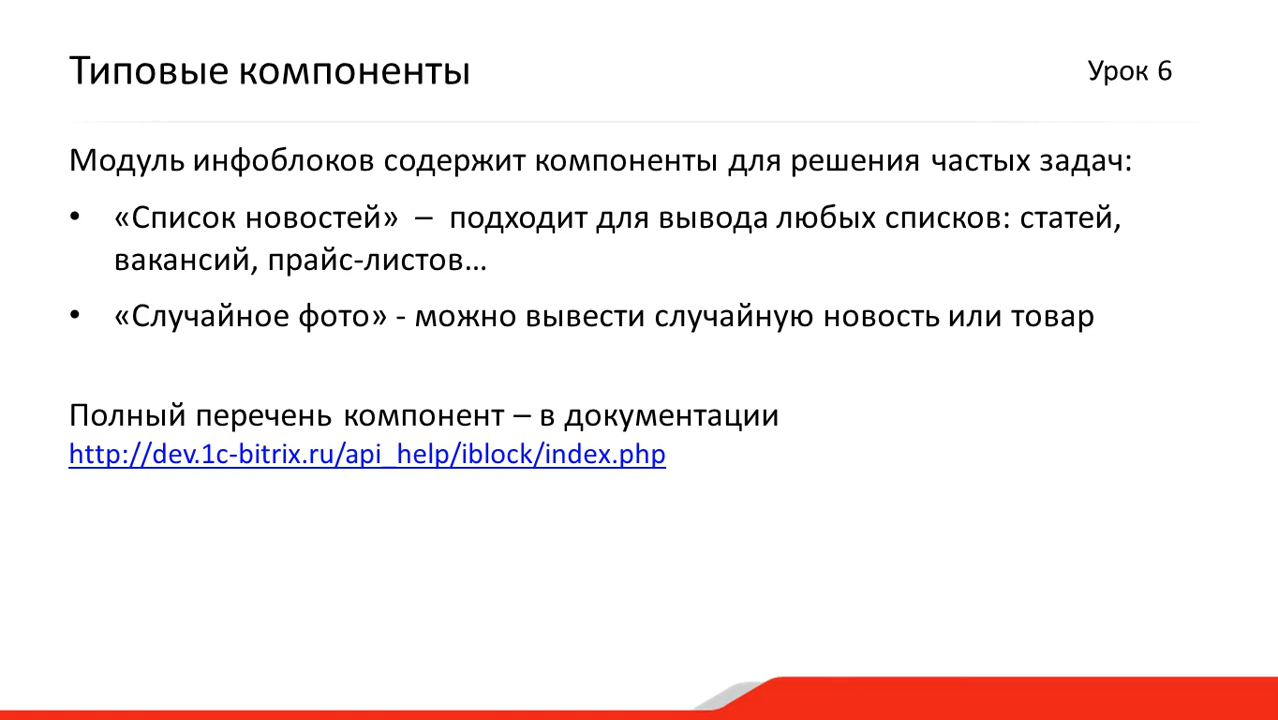 Типовые компоненты
Урок 6
Модуль инфоблоков содержит компоненты для решения частых задач:
• «Список новостей» – подходит для вывода любых списков: статей,
вакансий, прайс-листов…
• «Случайное фото» - можно вывести случайную новость или товар
Полный перечень компонент – в документации
http://dev.1c-bitrix.ru/api_help/iblock/index.php